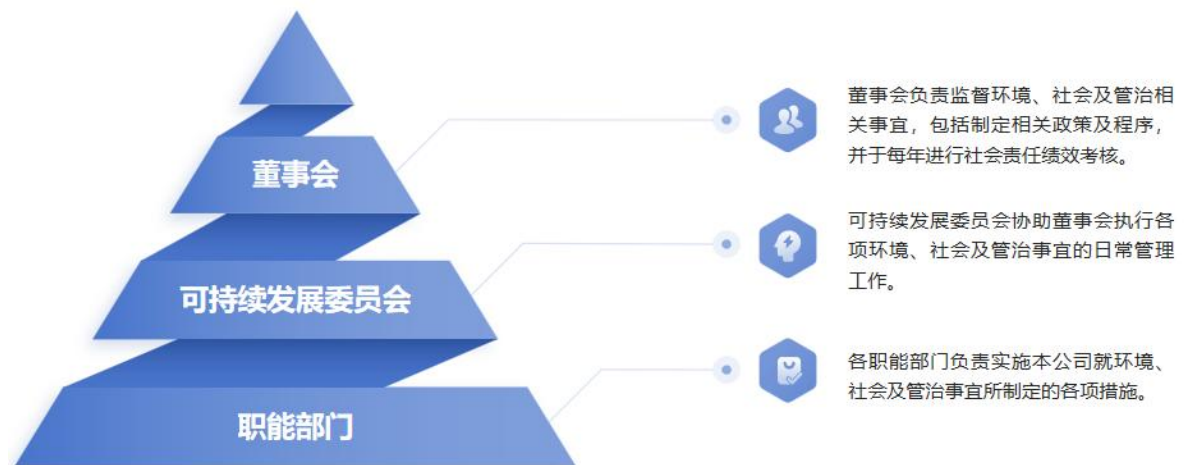 董事会
董事会负责监督环境、社会及管治相
关事宜，包括制定相关政策及程序，
并于每年进行社会责任绩效考核。
可持续发展委员会
可持续发展委员会协助董事会执行各
项环境、社会及管治事宜的日常管理
工作。
职能部门
各职能部门负责实施本公司就环境、
社会及管治事宜所制定的各项措施。